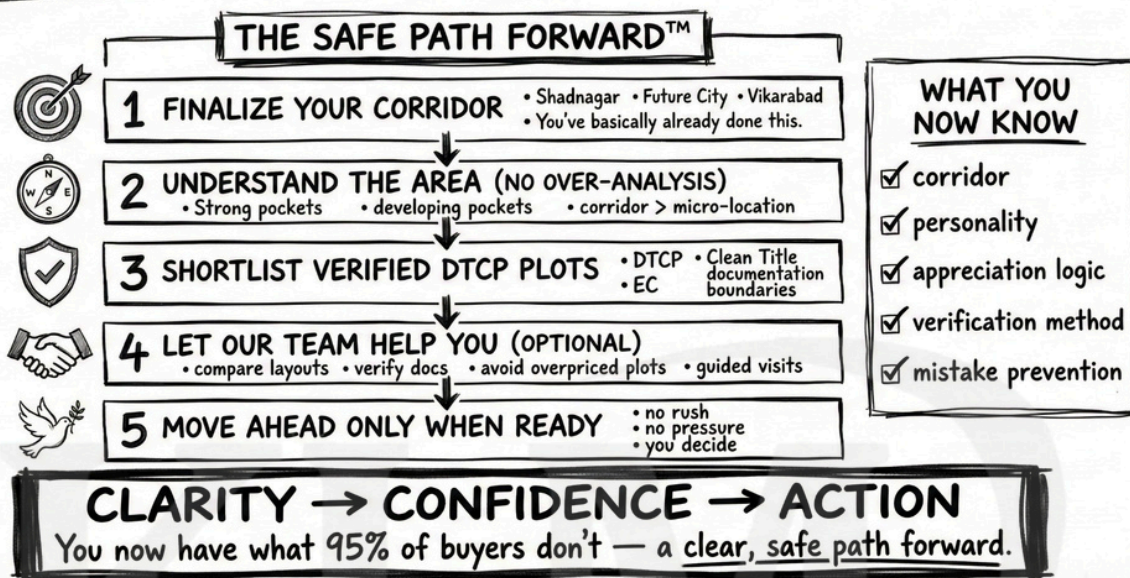 THE SAFE PATH FORWARD™
1 FINALIZE YOUR CORRIDOR
• Shadnagar • Future City • Vikarabad
• You've basically already done this.
N
W E
S
2 UNDERSTAND THE AREA (NO OVER-ANALYSIS)
• Strong pockets • developing pockets • corridor > micro-location
3 SHORTLIST VERIFIED DTCP PLOTS
• DTCP • Clean Title
• EC documentation
boundaries
4 LET OUR TEAM HELP YOU (OPTIONAL)
• compare layouts • verify docs • avoid overpriced plots • guided visits
5 MOVE AHEAD ONLY WHEN READY
• no rush
• no pressure
• you decide
WHAT YOU
NOW KNOW
☑ corridor
☑ personality
☑ appreciation logic
☑ verification method
☑ mistake prevention
CLARITY → CONFIDENCE → ACTION
You now have what 95% of buyers don't — a clear, safe path forward.